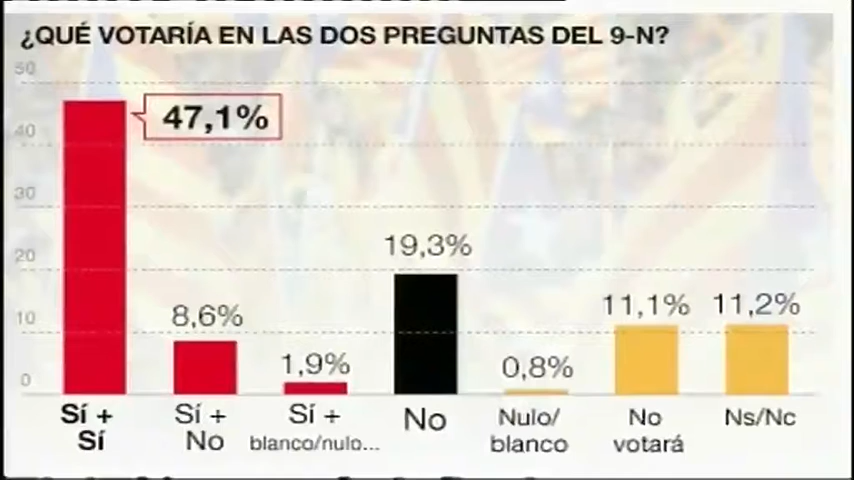 ¿QUÉ VOTARÍA EN LAS DOS PREGUNTAS DEL 9-N?
50
47,1%
40
30
20
19,3%
8,6%
11,1%
11,2%
10
1,9%
0,8%
0
Sí +
Sí
Sí +
No
Sí +
blanco/nulo...
No
Nulo/
blanco
No
votará
Ns/Nc